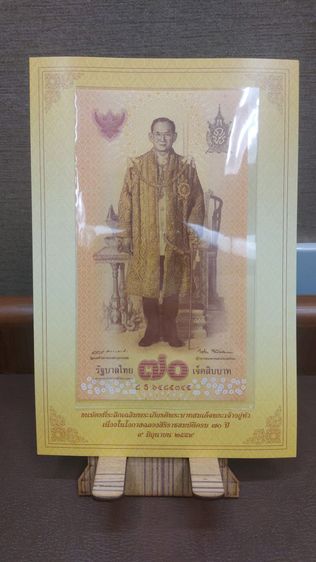 รัฐบาลไทย ๗๐ เจ็ดสิบบาท
ธนบัตรที่ระลึกเฉลิมพระเกียรติพระบาทสมเด็จพระเจ้าอยู่หัว
เนื่องในโอกาสฉลองสิริราชสมบัติครบ ๗๐ ปี
๙ มิถุนายน ๒๕๕๙